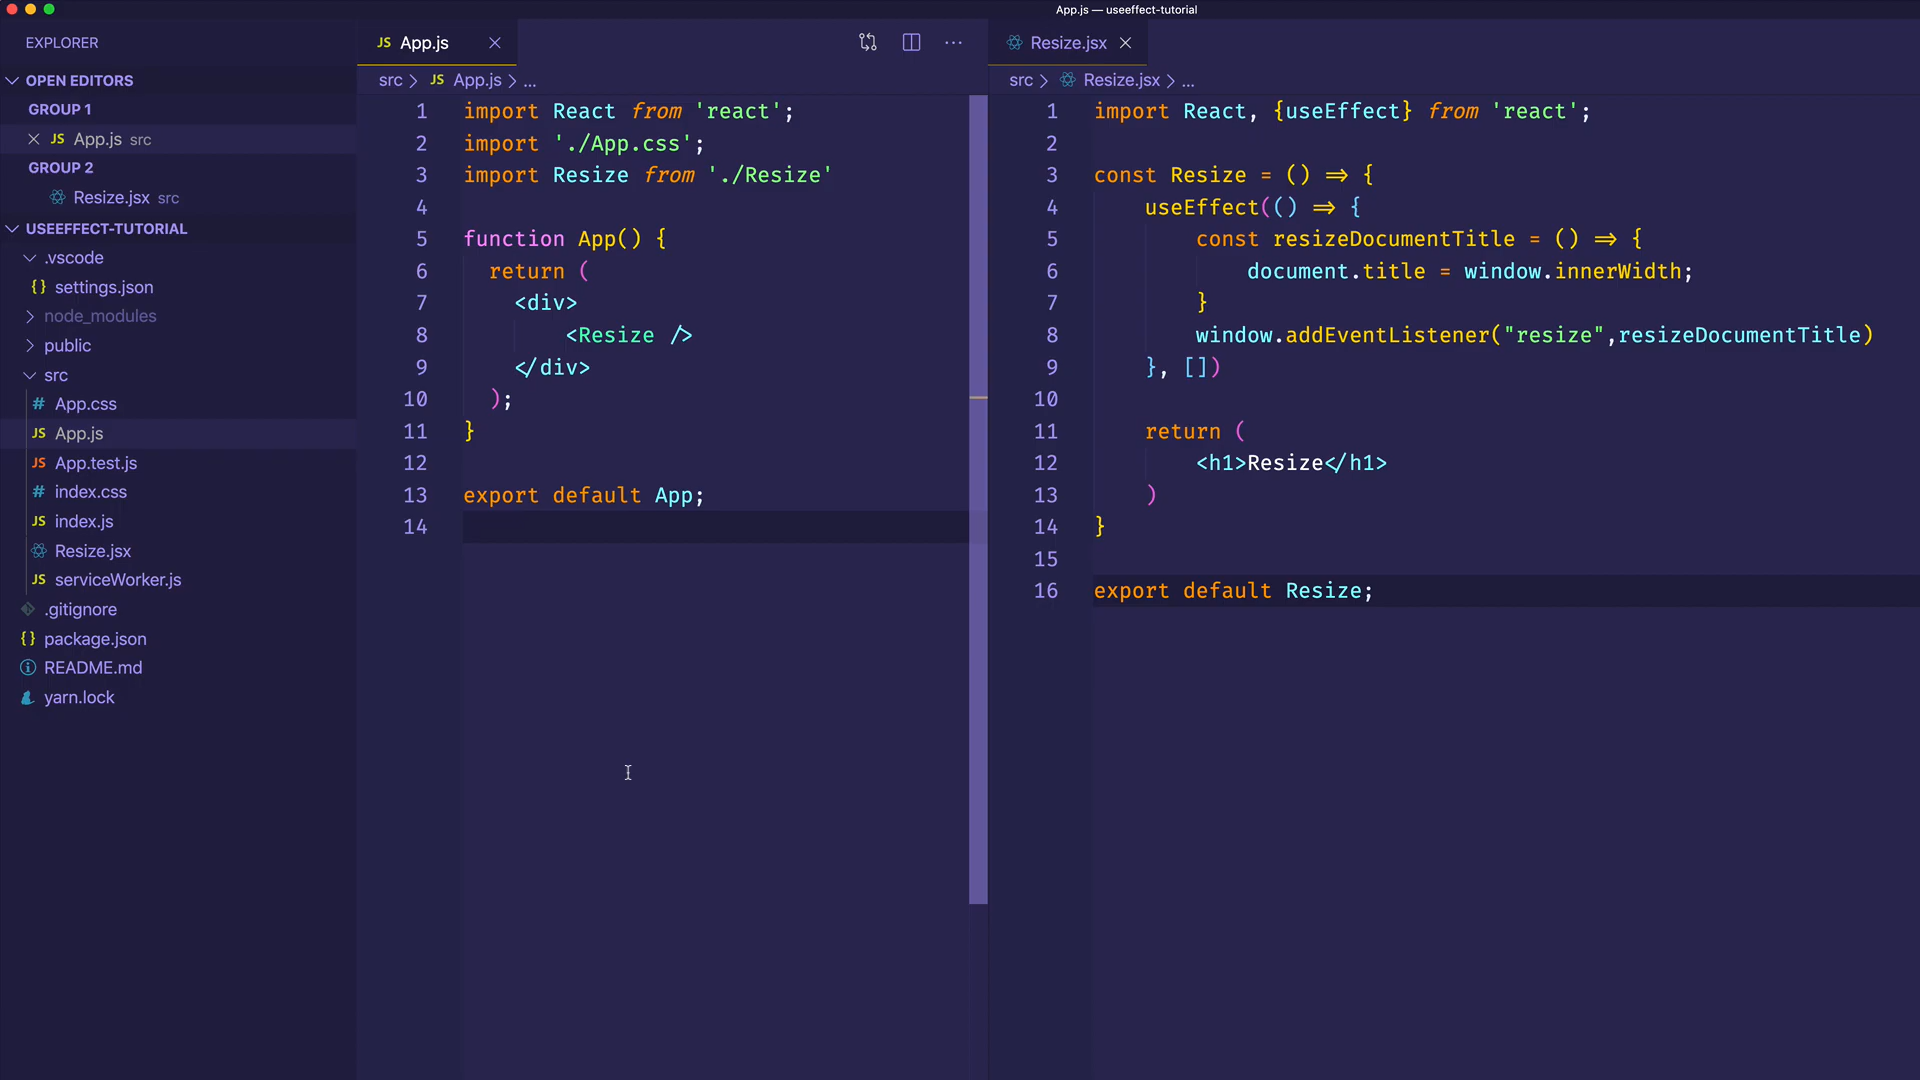 App.js — useeffect-tutorial
EXPLORER
OPEN EDITORS
GROUP 1
JS App.js src
GROUP 2
Resize.jsx src
USEEFFECT-TUTORIAL
.vscode
{} settings.json
node_modules
public
src
# App.css
JS App.js
JS App.test.js
# index.css
JS index.js
Resize.jsx
JS serviceWorker.js
.gitignore
{} package.json
README.md
yarn.lock
JS App.js
src > JS App.js > ...
1 import React from 'react';
2 import './App.css';
3 import Resize from './Resize'
4
5 function App() {
6 return (
7 <div>
8 <Resize />
9 </div>
10 );
11 }
12
13 export default App;
14
Resize.jsx
src > Resize.jsx > ...
1 import React, {useEffect} from 'react';
2
3 const Resize = () => {
4 useEffect(() => {
5 const resizeDocumentTitle = () => {
6 document.title = window.innerWidth;
7 }
8 window.addEventListener("resize",resizeDocumentTitle)
9 }, [])
10
11 return (
12 <h1>Resize</h1>
13 )
14 }
15
16 export default Resize;